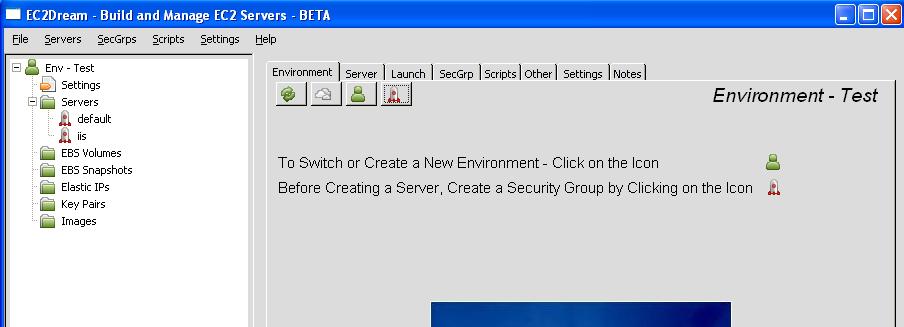 EC2Dream - Build and Manage EC2 Servers - BETA
File Servers SecGrps Scripts Settings Help
Env - Test
Settings
Servers
default
iis
EBS Volumes
EBS Snapshots
Elastic IPs
Key Pairs
Images
Environment Server Launch SecGrp Scripts Other Settings Notes
Environment - Test
To Switch or Create a New Environment - Click on the Icon
Before Creating a Server, Create a Security Group by Clicking on the Icon